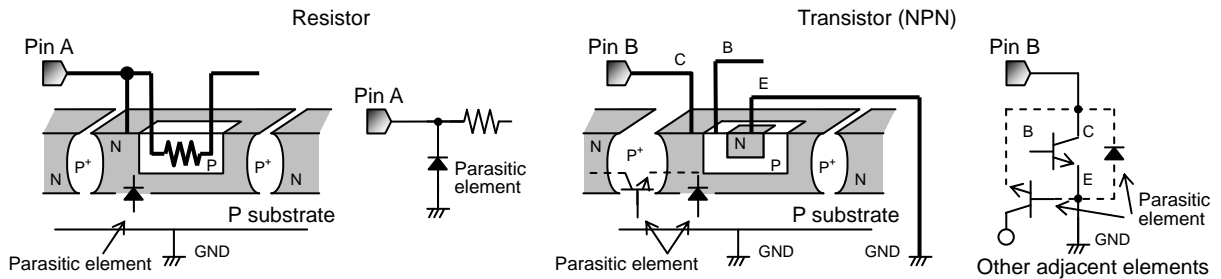 Resistor
Pin A
N
P⁺
N
P
P⁺
N
P substrate
Parasitic element
GND
Pin A
Parasitic
element
Transistor (NPN)
Pin B
C
B
E
N
P⁺
N
P
P⁺
N
P substrate
Parasitic element
GND
GND
Pin B
B
C
E
GND
Parasitic
element
Other adjacent elements